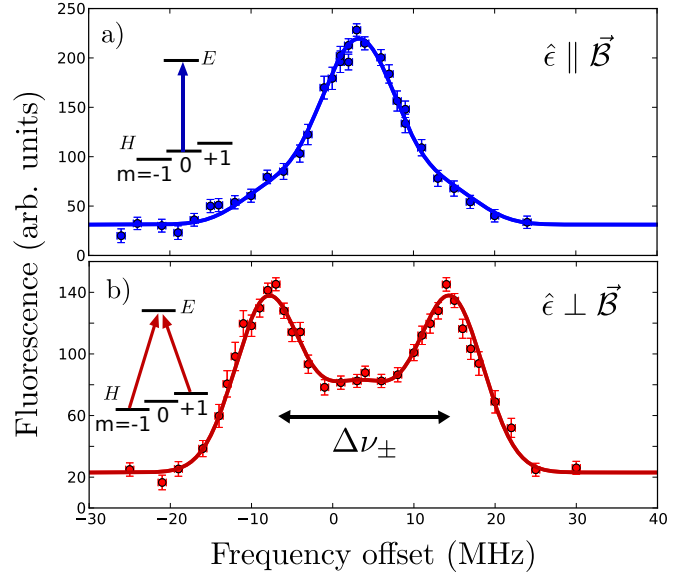 a)
ε̂ ∥ B⃗
E
H
m=-1 0 +1
250
200
150
100
50
0
b)
ε̂ ⊥ B⃗
E
H
m=-1 0 +1
Δν±
140
100
60
20
0
−30 −20 −10 0 10 20 30 40
Fluorescence (arb. units)
Frequency offset (MHz)